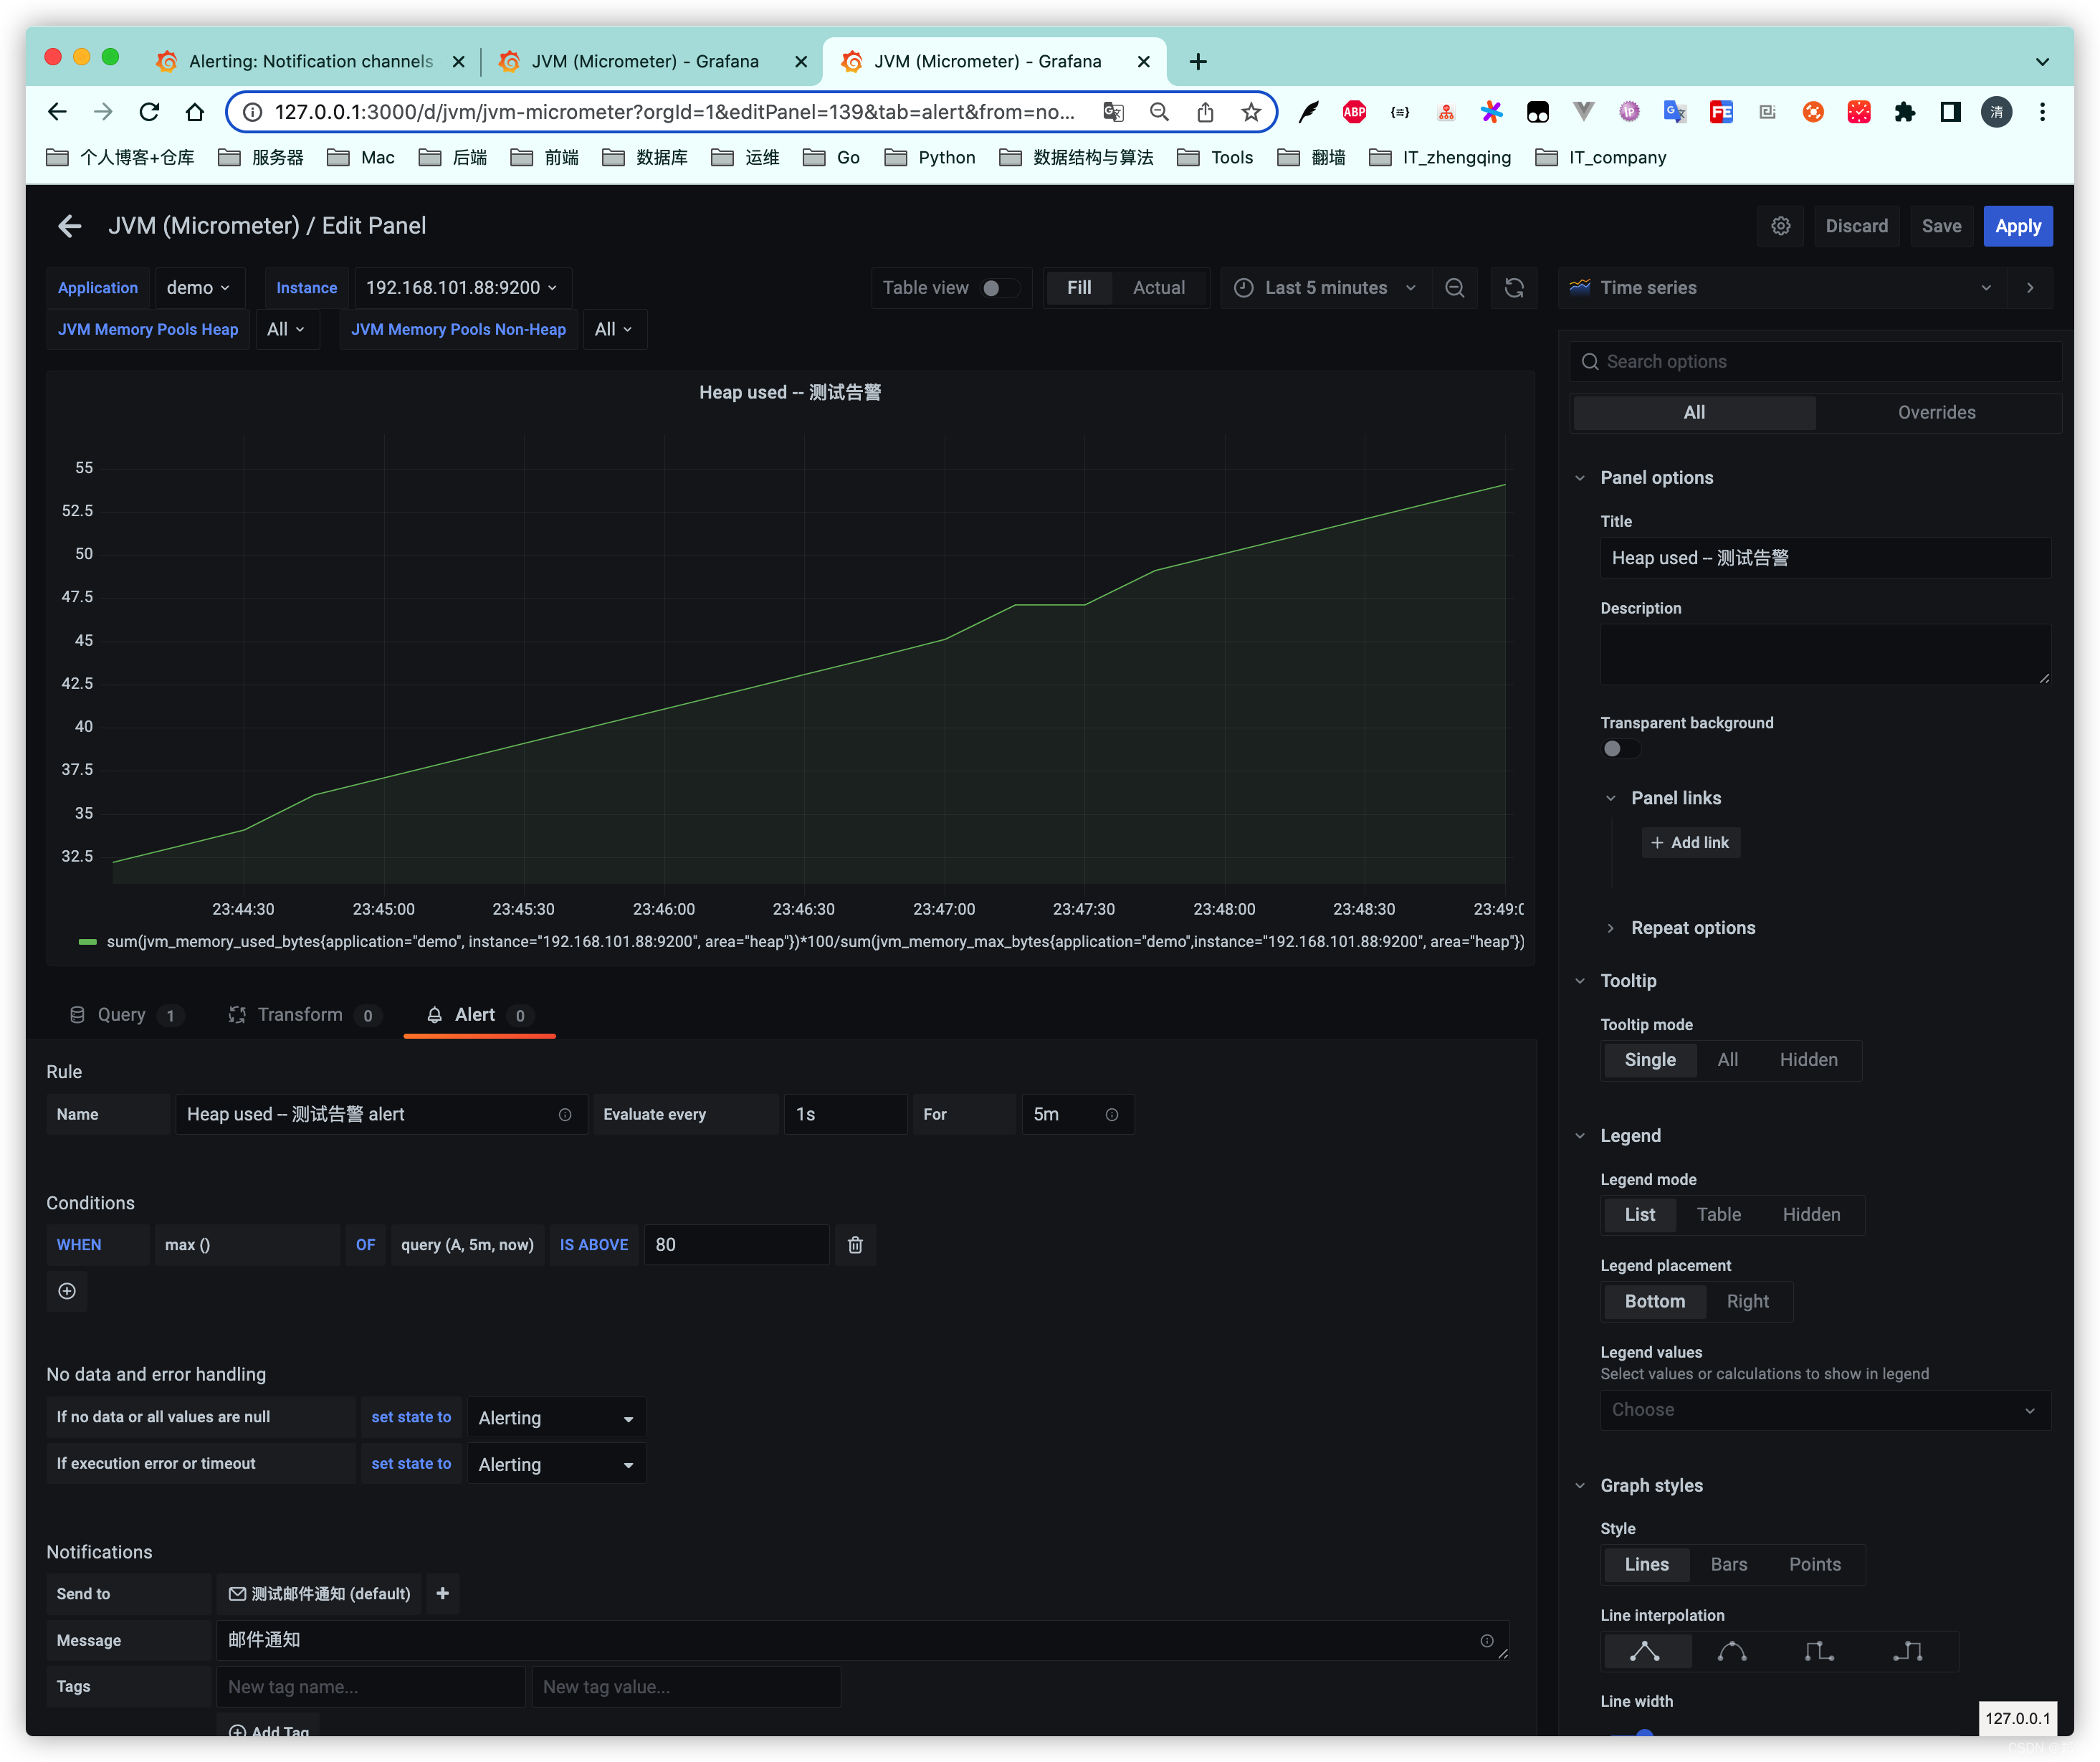 Alerting: Notification channels
JVM (Micrometer) - Grafana
JVM (Micrometer) - Grafana
127.0.0.1:3000/d/jvm/jvm-micrometer?orgId=1&editPanel=139&tab=alert&from=no...
ABP
清
个人博客+仓库 服务器 Mac 后端 前端 数据库 运维 Go Python 数据结构与算法 Tools 翻墙 IT_zhengqing IT_company
JVM (Micrometer) / Edit Panel
Discard Save Apply
Application demo Instance 192.168.101.88:9200
Table view Fill Actual Last 5 minutes Time series
JVM Memory Pools Heap All JVM Memory Pools Non-Heap All
Heap used -- 测试告警
55
52.5
50
47.5
45
42.5
40
37.5
35
32.5
23:44:30 23:45:00 23:45:30 23:46:00 23:46:30 23:47:00 23:47:30 23:48:00 23:48:30 23:49:0
sum(jvm_memory_used_bytes{application="demo", instance="192.168.101.88:9200", area="heap"})*100/sum(jvm_memory_max_bytes{application="demo",instance="192.168.101.88:9200", area="heap"})
Query 1 Transform 0 Alert 0
Rule
Name Heap used -- 测试告警 alert Evaluate every 1s For 5m
Conditions
WHEN max () OF query (A, 5m, now) IS ABOVE 80
No data and error handling
If no data or all values are null set state to Alerting
If execution error or timeout set state to Alerting
Notifications
Send to 测试邮件通知 (default)
Message 邮件通知
Tags New tag name... New tag value...
Add Tag
Search options
All Overrides
Panel options
Title
Heap used -- 测试告警
Description
Transparent background
Panel links
Add link
Repeat options
Tooltip
Tooltip mode
Single All Hidden
Legend
Legend mode
List Table Hidden
Legend placement
Bottom Right
Legend values
Select values or calculations to show in legend
Choose
Graph styles
Style
Lines Bars Points
Line interpolation
Line width
127.0.0.1